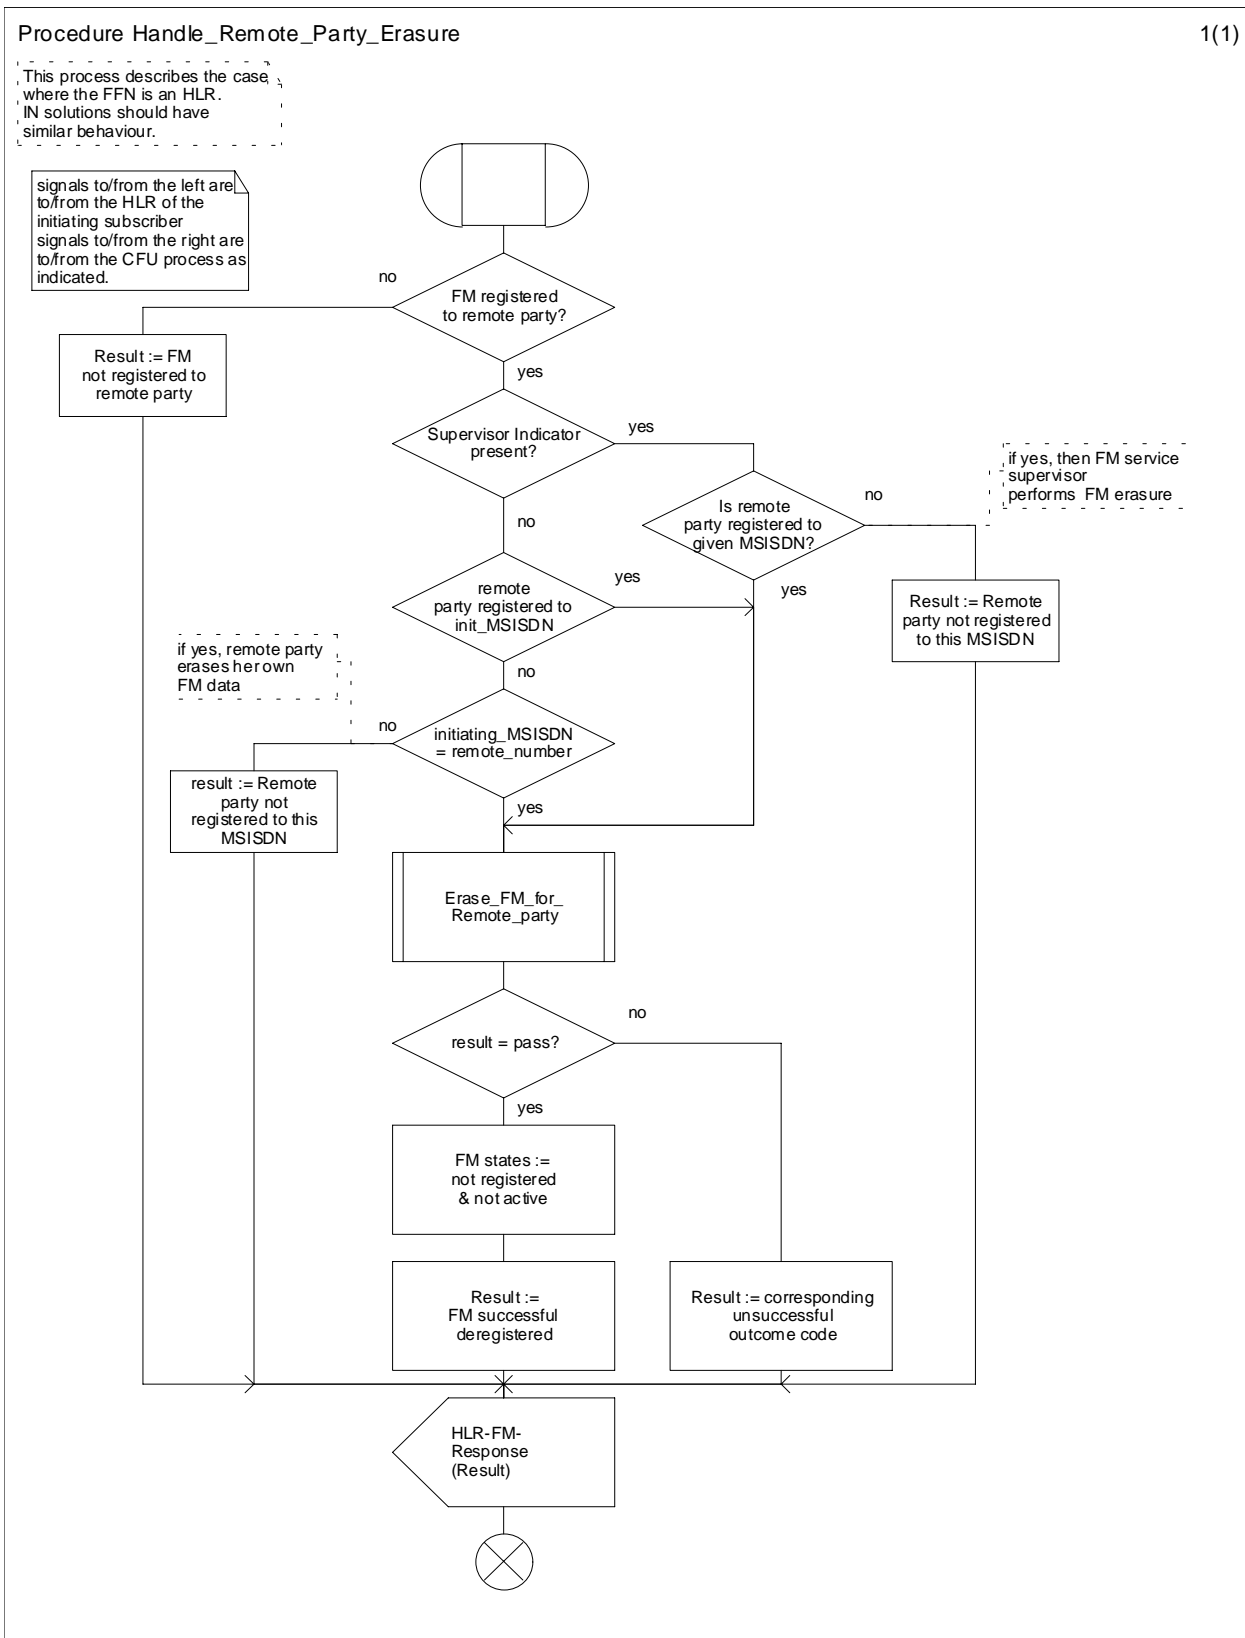 Procedure Handle_Remote_Party_Erasure
1(1)
This process describes the case
where the FFN is an HLR.
IN solutions should have
similar behaviour.
signals to/from the left are
to/from the HLR of the
initiating subscriber
signals to/from the right are
to/from the CFU process as
indicated.
no
FM registered
to remote party?
Result := FM
not registered to
remote party
yes
Supervisor Indicator
present?
yes
if yes, then FM service
supervisor
performs FM erasure
no
Is remote
party registered to
given MSISDN?
no
yes
remote
party registered to
init_MSISDN
yes
Result := Remote
party not registered
to this MSISDN
if yes, remote party
erases her own
FM data
no
no
initiating_MSISDN
= remote_number
result := Remote
party not
registered to this
MSISDN
yes
Erase_FM_for_
Remote_party
no
result = pass?
yes
FM states :=
not registered
& not active
Result :=
FM successful
deregistered
Result := corresponding
unsuccessful
outcome code
HLR-FM-
Response
(Result)